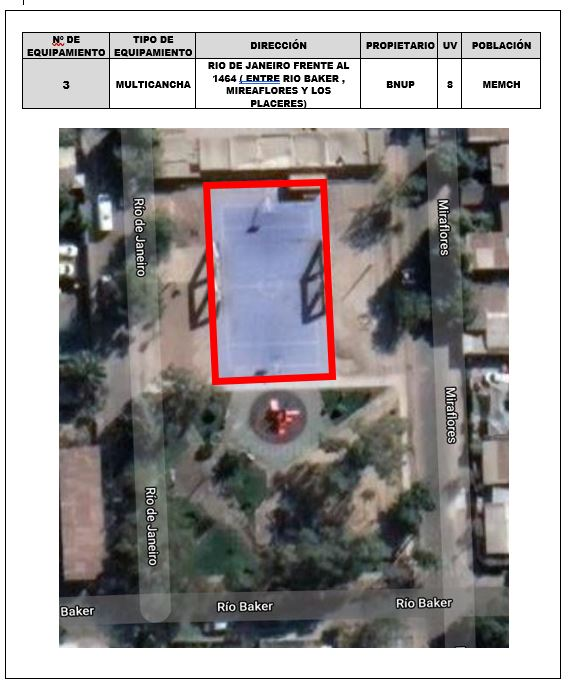 Nº DE EQUIPAMIENTO
TIPO DE EQUIPAMIENTO
DIRECCIÓN
PROPIETARIO
UV
POBLACIÓN
3
MULTICANCHA
RIO DE JANEIRO FRENTE AL
1464 ( ENTRE RIO BAKER ,
MIREAFLORES Y LOS
PLACERES)
BNUP
8
MEMCH
Río de Janeiro
Miraflores
Miraflores
Río de Janeiro
Baker
Río Baker
Río Baker